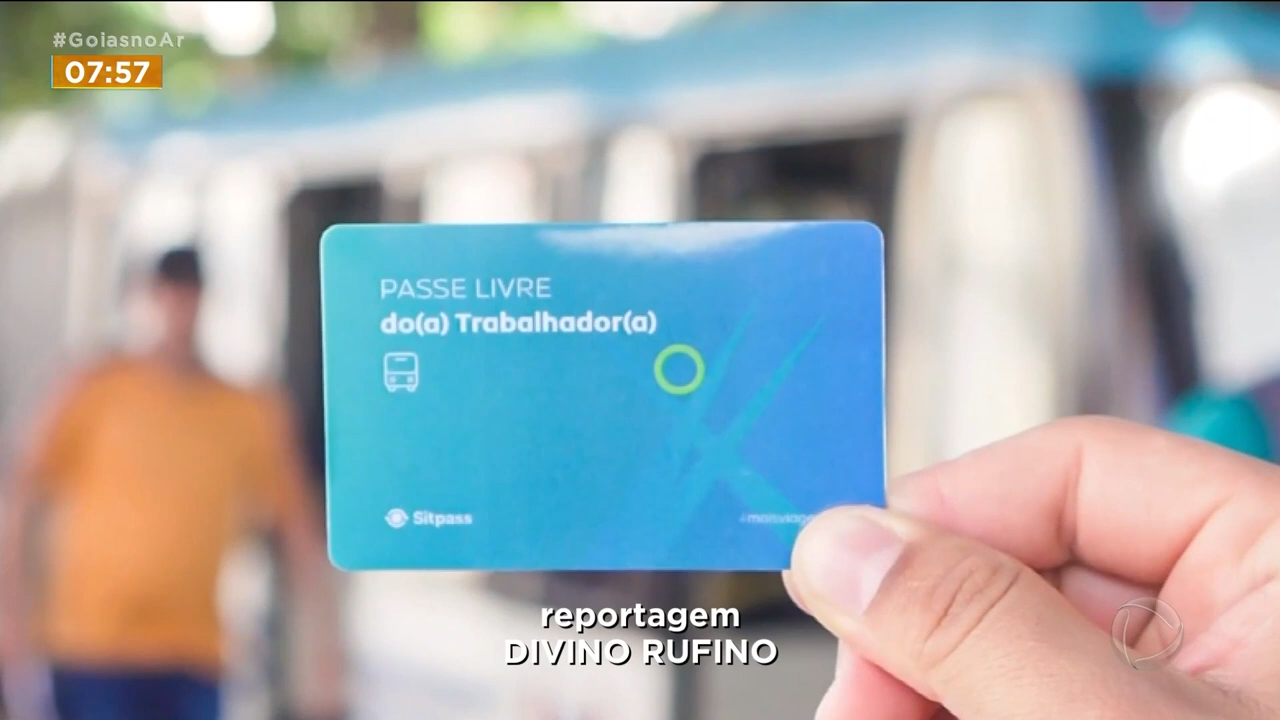 #GoiasnoAr
07:57
PASSE LIVRE
do(a) Trabalhador(a)
Sitpass
reportagem
DIVINO RUFINO